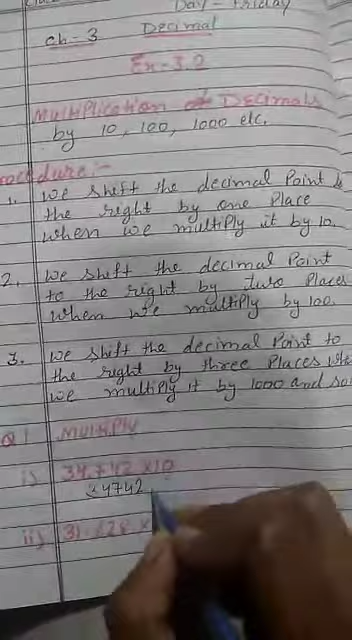 Day - Friday
Ch - 3 Decimal
Ex - 3.2
Multiplication of Decimals
by 10, 100, 1000 etc.
rocedure:-
1. we shift the decimal Point to
the right by one Place
when we multiply it by 10.
2. we shift the decimal Point
to the right by two Places
when we multiply by 100.
3. we shift the decimal Point to
the right by three Places whe
we multiply it by 1000 and so
Q1 Multiply
i) 34.742 × 10
34742
ii) 31.